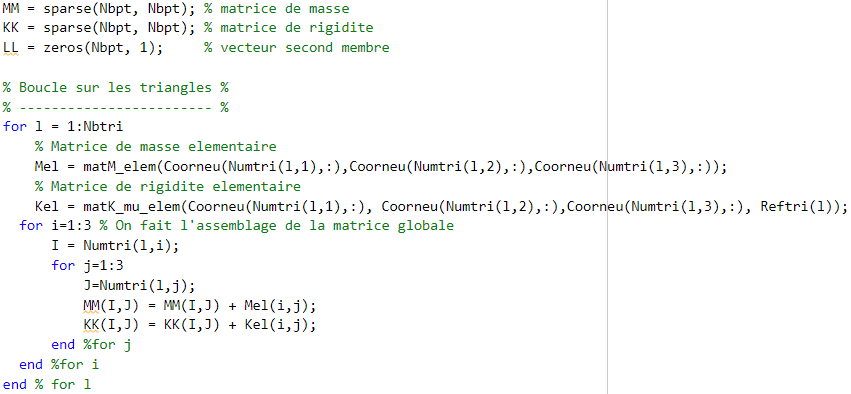 MM = sparse(Nbpt, Nbpt); % matrice de masse
KK = sparse(Nbpt, Nbpt); % matrice de rigidite
LL = zeros(Nbpt, 1);     % vecteur second membre

% Boucle sur les triangles %
% ------------------------ %
for l = 1:Nbtri
    % Matrice de masse elementaire
    Mel = matM_elem(Coorneu(Numtri(l,1),:),Coorneu(Numtri(l,2),:),Coorneu(Numtri(l,3),:));
    % Matrice de rigidite elementaire
    Kel = matK_mu_elem(Coorneu(Numtri(l,1),:), Coorneu(Numtri(l,2),:),Coorneu(Numtri(l,3),:), Reftri(l));
  for i=1:3 % On fait l'assemblage de la matrice globale
      I = Numtri(l,i);
      for j=1:3
          J=Numtri(l,j);
          MM(I,J) = MM(I,J) + Mel(i,j);
          KK(I,J) = KK(I,J) + Kel(i,j);
      end %for j
  end %for i
end % for l